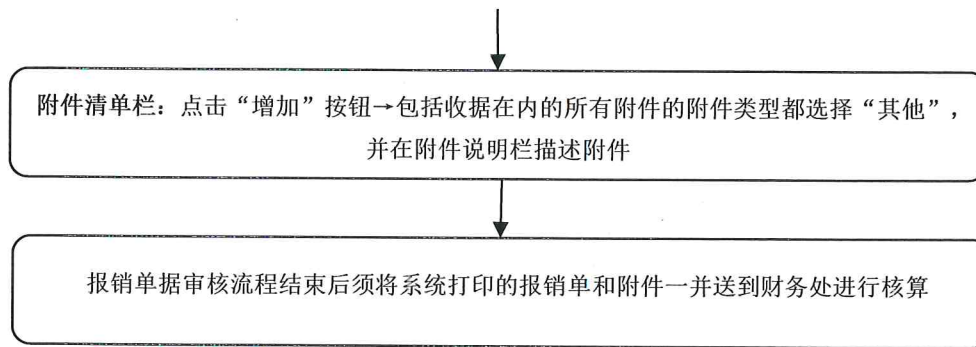 附件清单栏：点击“增加”按钮→包括收据在内的所有附件的附件类型都选择“其他”，
并在附件说明栏描述附件
报销单据审核流程结束后须将系统打印的报销单和附件一并送到财务处进行核算